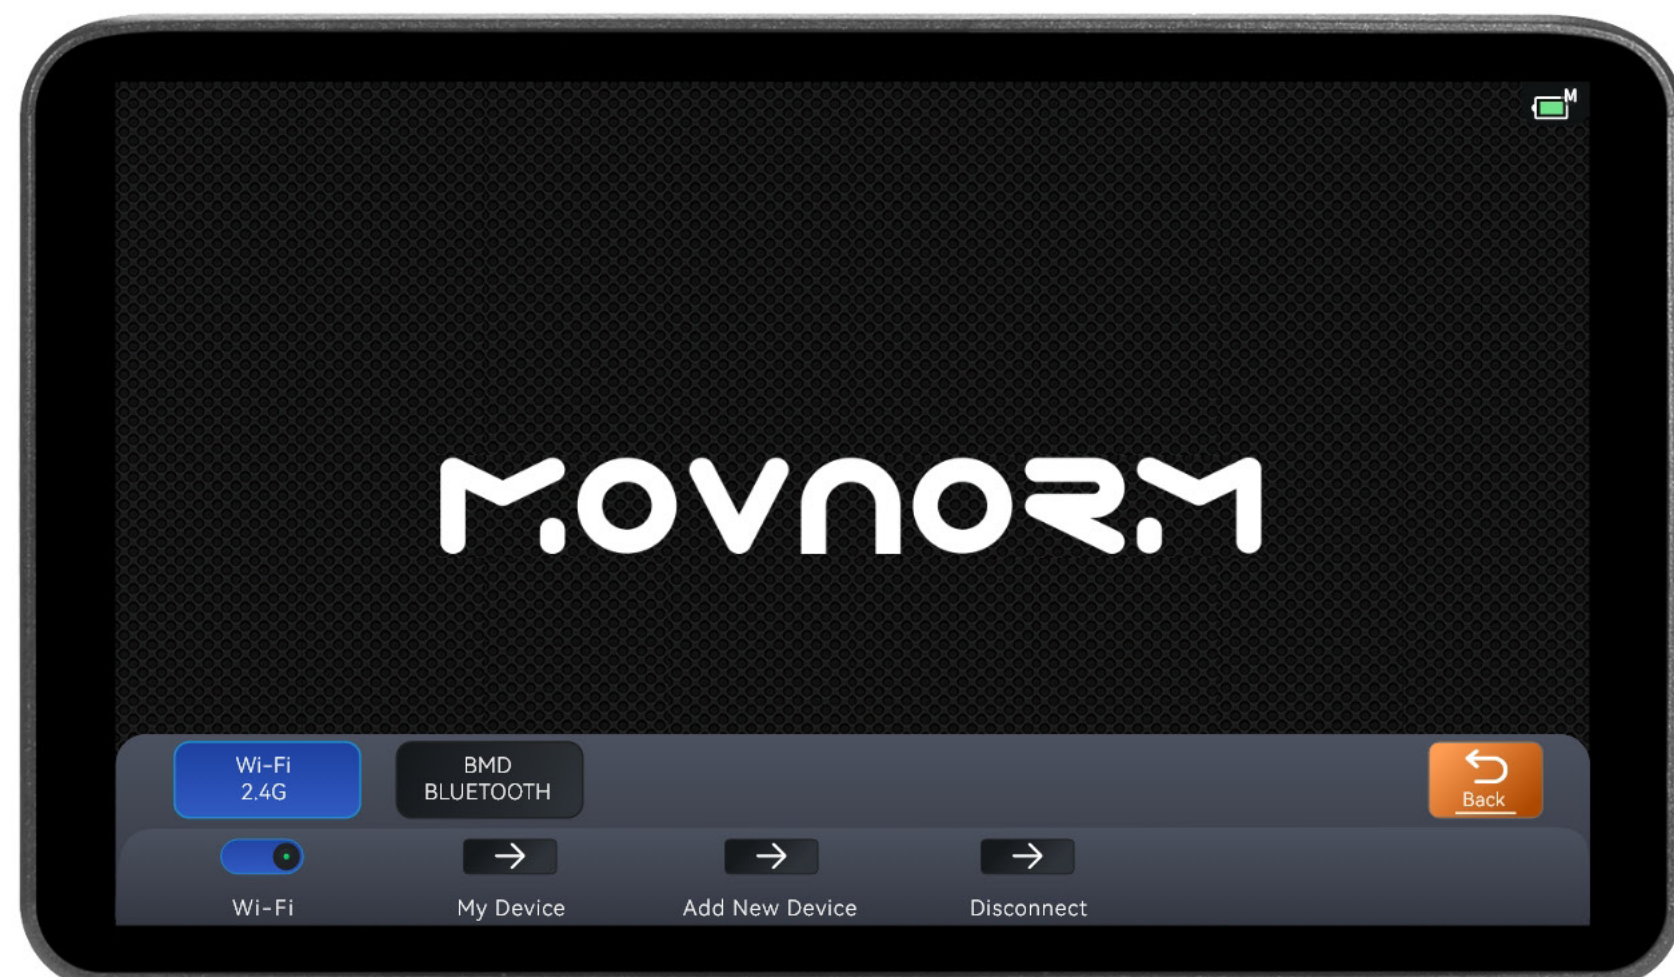 M
MOVNORM
Wi-Fi
2.4G
BMD
BLUETOOTH
Back
Wi-Fi
My Device
Add New Device
Disconnect